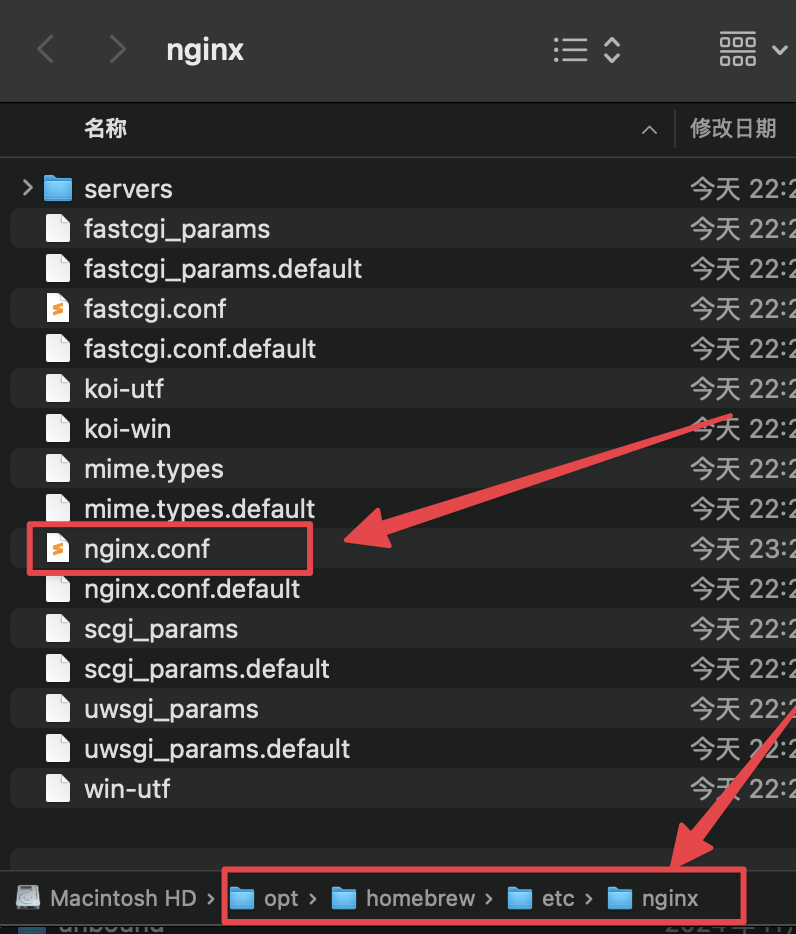 nginx
名称 修改日期
servers 今天 22:2
fastcgi_params 今天 22:2
fastcgi_params.default 今天 22:2
fastcgi.conf 今天 22:2
fastcgi.conf.default 今天 22:2
koi-utf 今天 22:2
koi-win 今天 22:2
mime.types 今天 22:2
mime.types.default 今天 22:2
nginx.conf 今天 23:2
nginx.conf.default 今天 22:2
scgi_params 今天 22:2
scgi_params.default 今天 22:2
uwsgi_params 今天 22:2
uwsgi_params.default 今天 22:2
win-utf 今天 22:2
Macintosh HD › opt › homebrew › etc › nginx